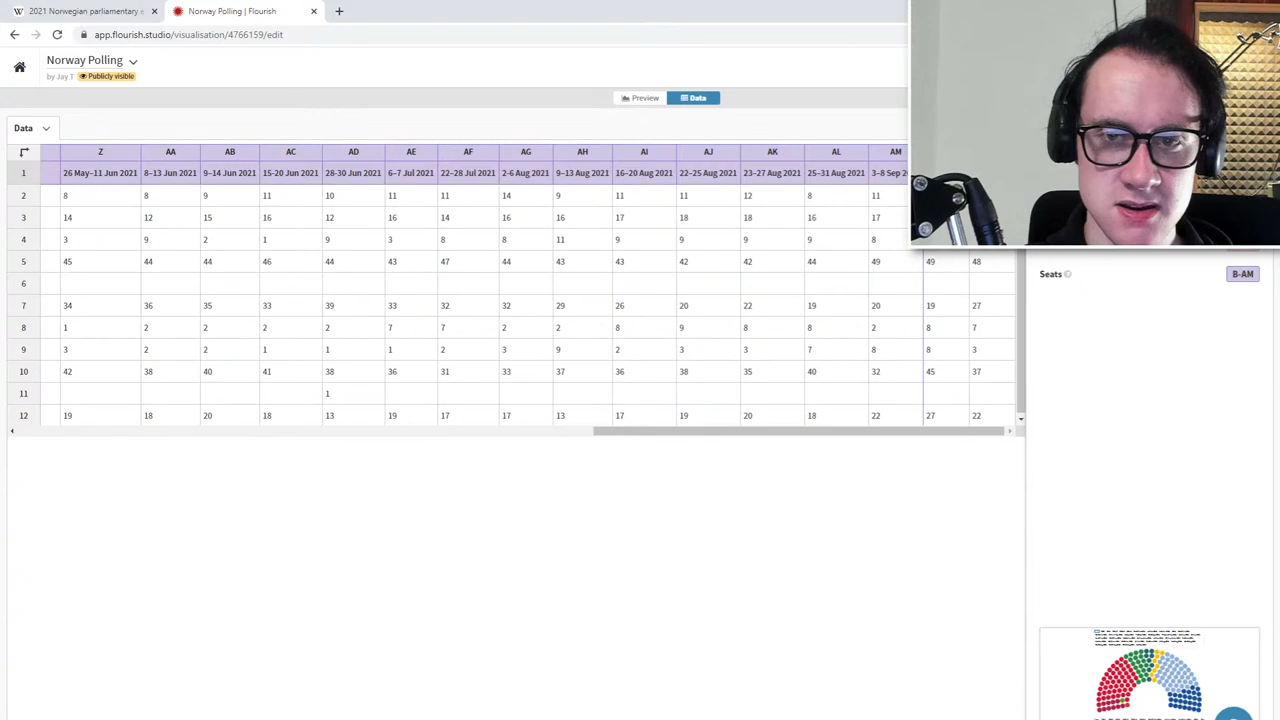 2021 Norwegian parliamentary e
Norway Polling | Flourish
app.flourish.studio/visualisation/4766159/edit
Norway Polling
by Jay T Publicly visible
Preview Data
Data
Z AA AB AC AD AE AF AG AH AI AJ AK AL AM
1 26 May–11 Jun 2021 8–13 Jun 2021 9–14 Jun 2021 15-20 Jun 2021 28-30 Jun 2021 6–7 Jul 2021 22–28 Jul 2021 2-6 Aug 2021 9–13 Aug 2021 16–20 Aug 2021 22–25 Aug 2021 23–27 Aug 2021 25–31 Aug 2021 3–8 Sep 20
2 8 8 9 11 10 11 11 14 9 11 11 12 8 11
3 14 12 15 16 12 16 14 16 16 17 18 18 16 17
4 3 9 2 1 9 3 8 8 11 9 9 9 9 8
5 45 44 44 46 44 43 47 44 43 43 42 42 44 49 49 48
6
7 34 36 35 33 39 33 32 32 29 26 20 22 19 20 19 27
8 1 2 2 2 2 7 7 2 2 8 9 8 8 2 8 7
9 3 2 2 1 1 1 2 3 9 2 3 3 7 8 8 3
10 42 38 40 41 38 36 31 33 37 36 38 35 40 32 45 37
11 1
12 19 18 20 18 13 19 17 17 13 17 19 20 18 22 27 22
Seats B-AM